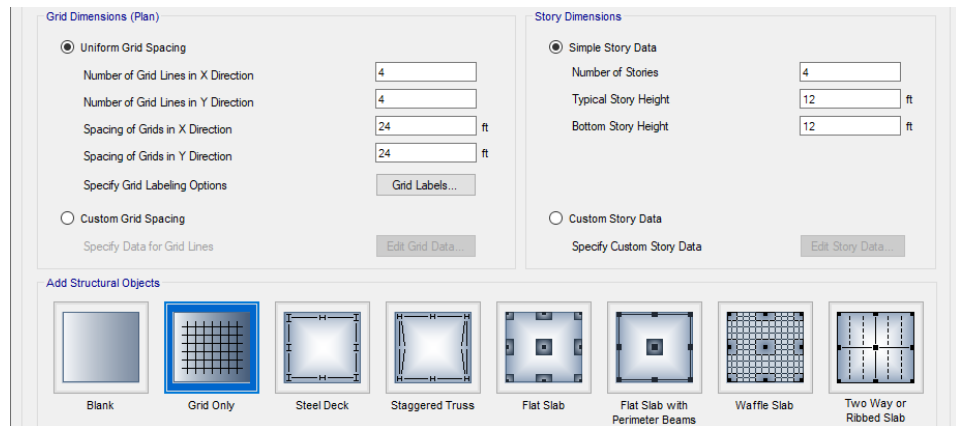 Grid Dimensions (Plan)
Uniform Grid Spacing
Number of Grid Lines in X Direction 4
Number of Grid Lines in Y Direction 4
Spacing of Grids in X Direction 24 ft
Spacing of Grids in Y Direction 24 ft
Specify Grid Labeling Options Grid Labels...
Custom Grid Spacing
Specify Data for Grid Lines Edit Grid Data...
Story Dimensions
Simple Story Data
Number of Stories 4
Typical Story Height 12 ft
Bottom Story Height 12 ft
Custom Story Data
Specify Custom Story Data Edit Story Data...
Add Structural Objects
Blank
Grid Only
Steel Deck
Staggered Truss
Flat Slab
Flat Slab with
Perimeter Beams
Waffle Slab
Two Way or
Ribbed Slab